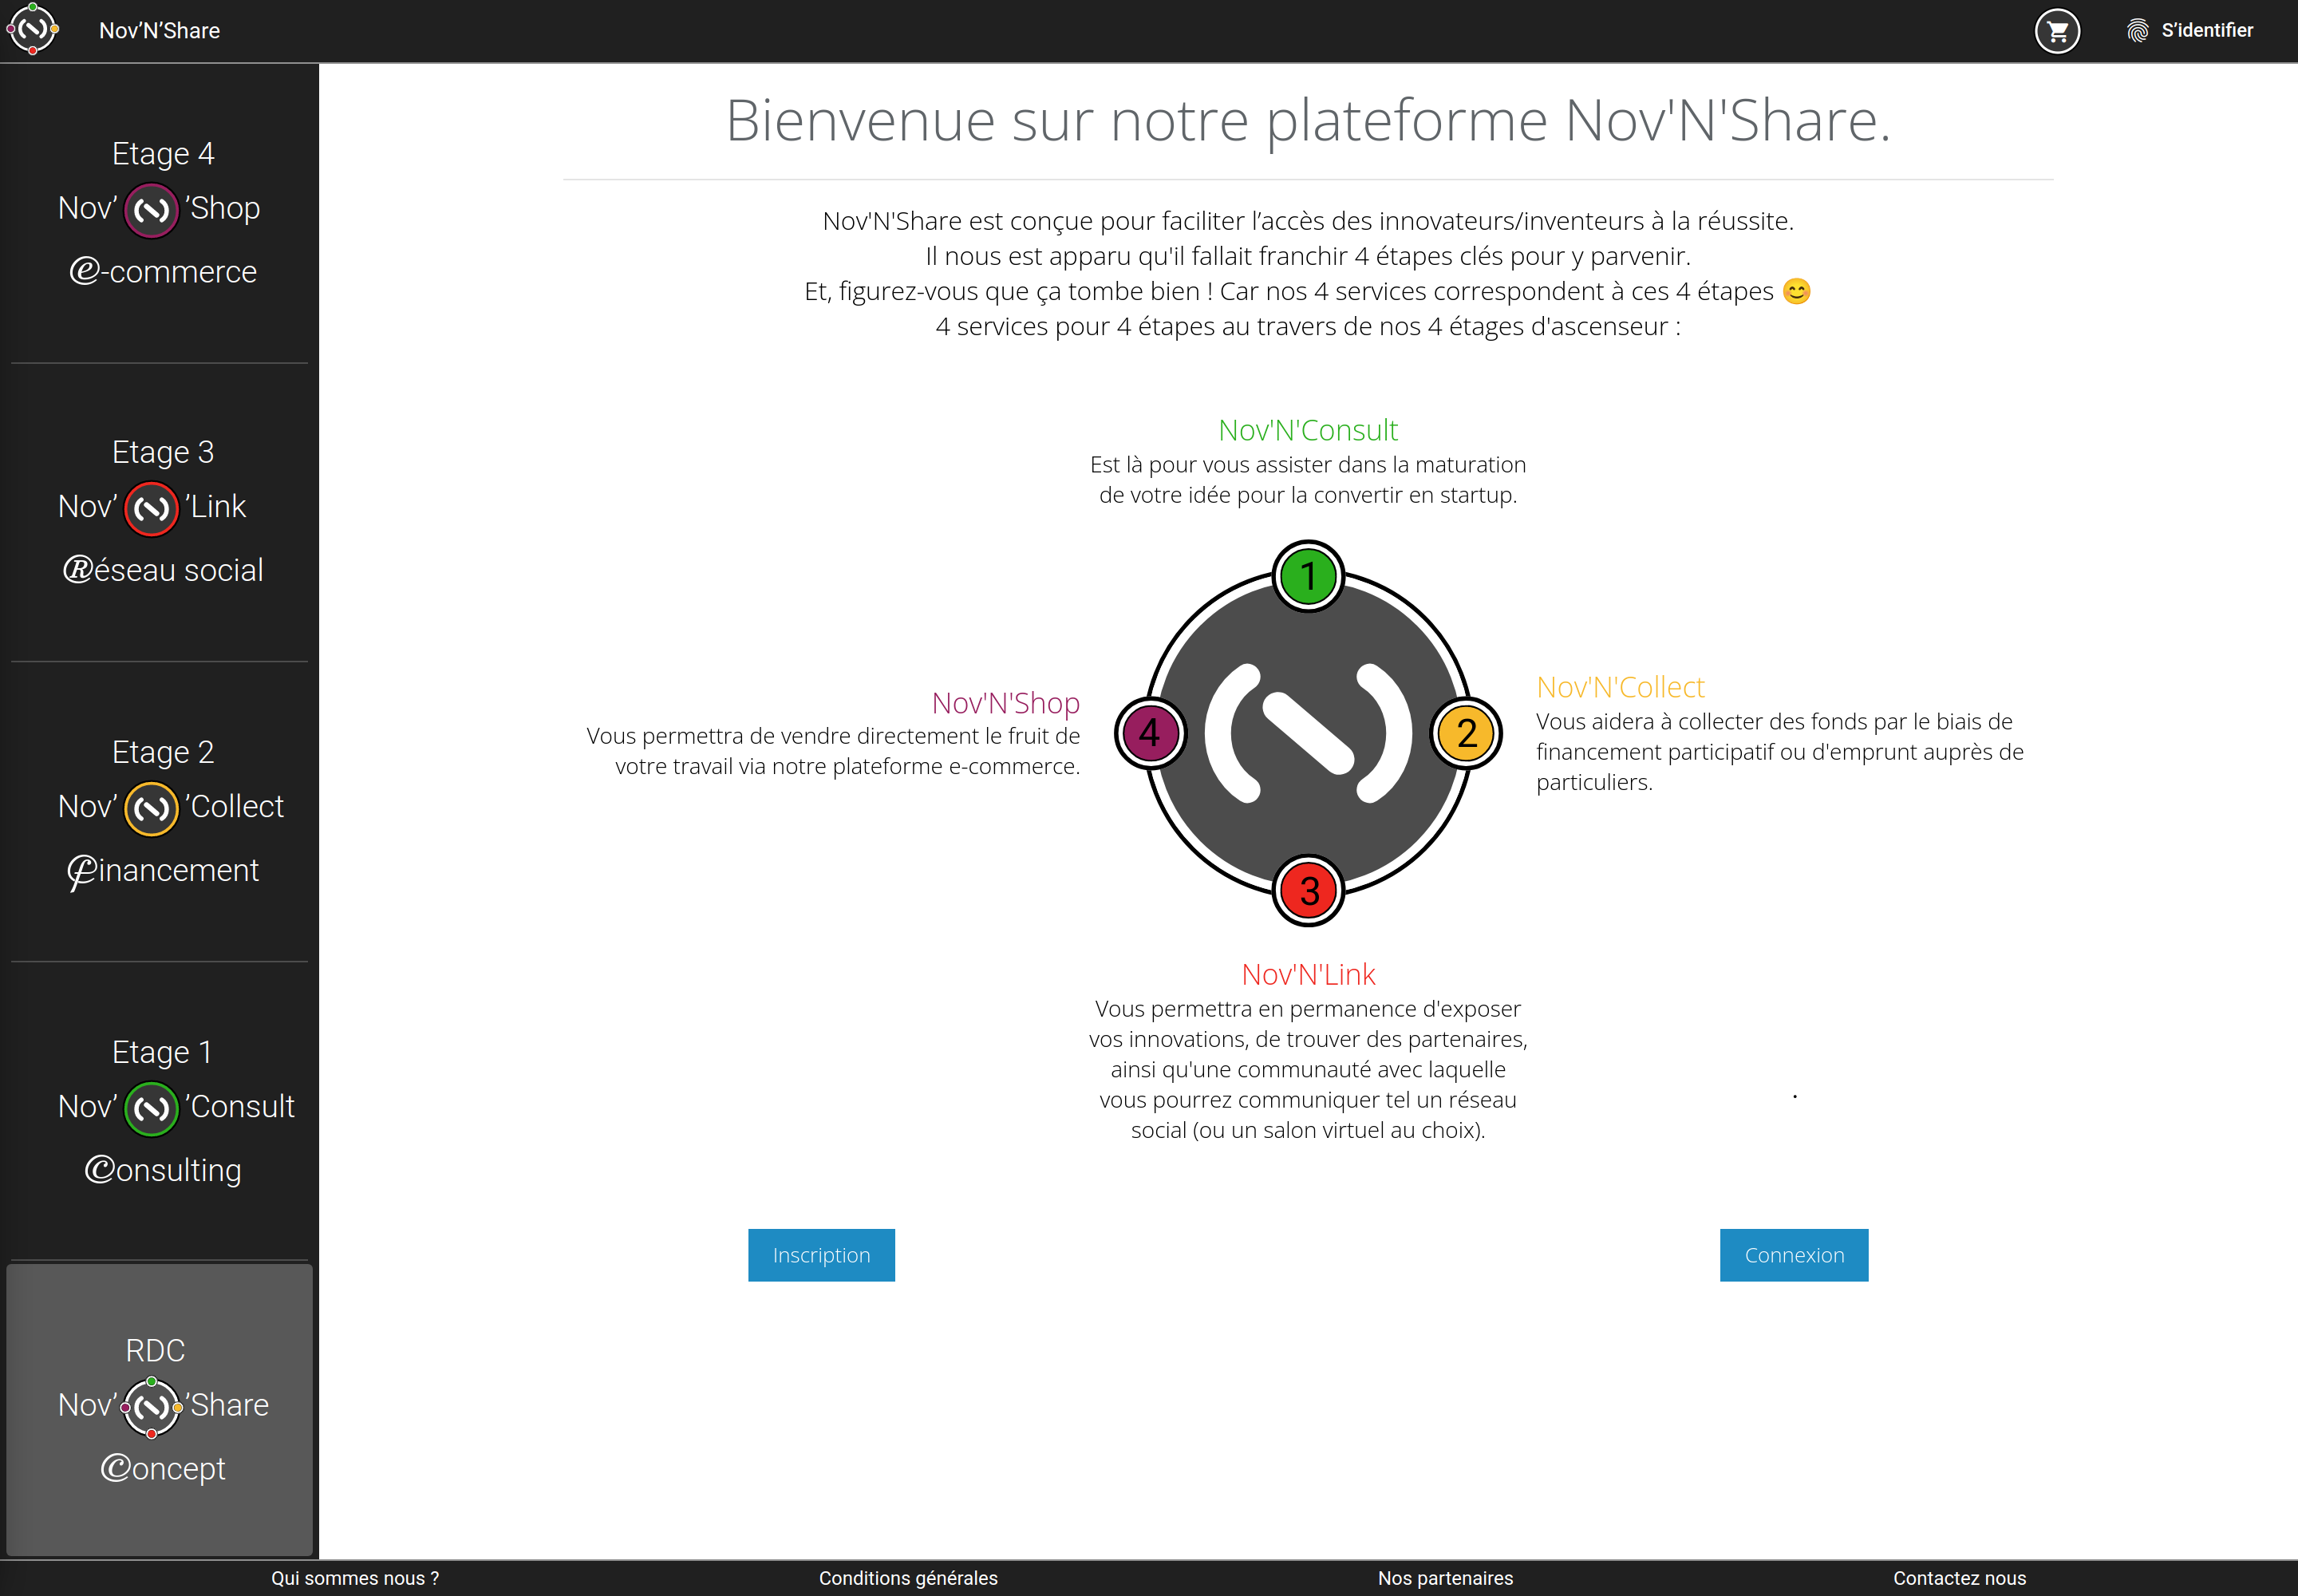 Nov’N’Share
S’identifier
Etage 4
Nov’ ’Shop
e-commerce
Etage 3
Nov’ ’Link
Réseau social
Etage 2
Nov’ ’Collect
financement
Etage 1
Nov’ ’Consult
Consulting
RDC
Nov’ ’Share
Concept
Bienvenue sur notre plateforme Nov'N'Share.
Nov'N'Share est conçue pour faciliter l’accès des innovateurs/inventeurs à la réussite.
Il nous est apparu qu'il fallait franchir 4 étapes clés pour y parvenir.
Et, figurez-vous que ça tombe bien ! Car nos 4 services correspondent à ces 4 étapes 😊
4 services pour 4 étapes au travers de nos 4 étages d'ascenseur :
Nov'N'Consult
Est là pour vous assister dans la maturation
de votre idée pour la convertir en startup.
1
Nov'N'Shop
Vous permettra de vendre directement le fruit de
votre travail via notre plateforme e-commerce.
4
2
Nov'N'Collect
Vous aidera à collecter des fonds par le biais de
financement participatif ou d'emprunt auprès de
particuliers.
3
Nov'N'Link
Vous permettra en permanence d'exposer
vos innovations, de trouver des partenaires,
ainsi qu'une communauté avec laquelle
vous pourrez communiquer tel un réseau
social (ou un salon virtuel au choix).
.
Inscription
Connexion
Qui sommes nous ?
Conditions générales
Nos partenaires
Contactez nous